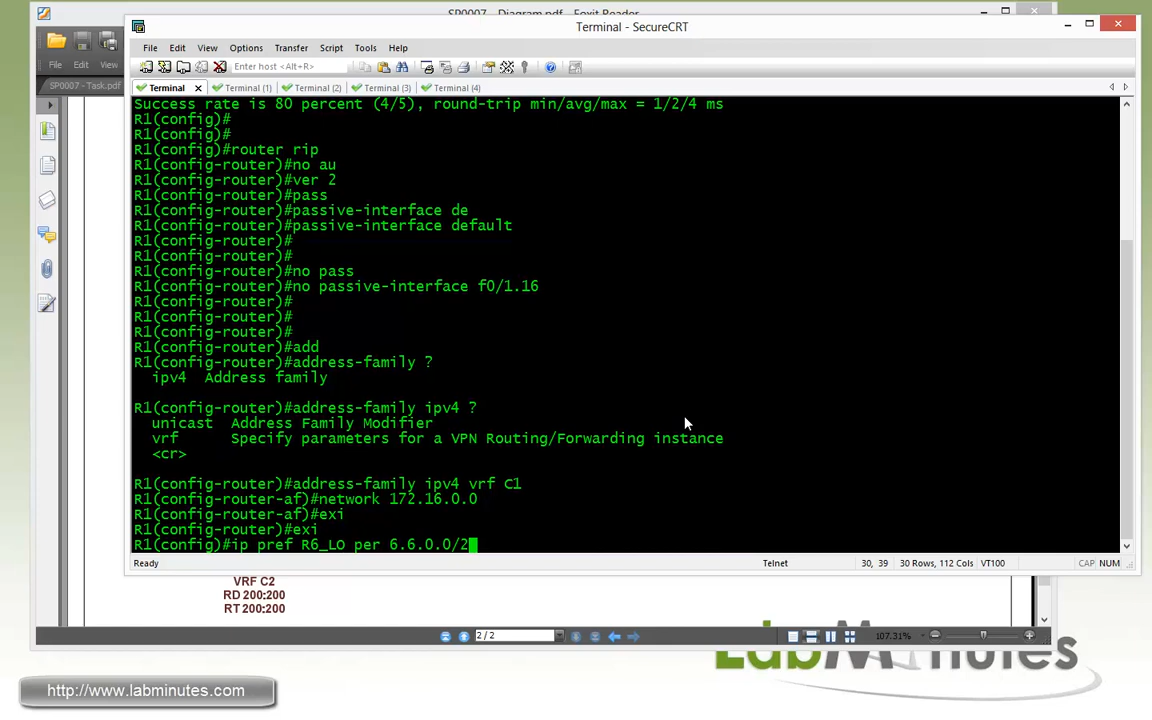 SP0007 - Diagram.pdf - Foxit Reader
Terminal - SecureCRT
File Edit View Options Transfer Script Tools Help
File Edit View
Enter host <Alt+R>
SP0007 - Task.pdf
Terminal Terminal (1) Terminal (2) Terminal (3) Terminal (4)
Success rate is 80 percent (4/5), round-trip min/avg/max = 1/2/4 ms
R1(config)#
R1(config)#
R1(config)#router rip
R1(config-router)#no au
R1(config-router)#ver 2
R1(config-router)#pass
R1(config-router)#passive-interface de
R1(config-router)#passive-interface default
R1(config-router)#
R1(config-router)#
R1(config-router)#no pass
R1(config-router)#no passive-interface f0/1.16
R1(config-router)#
R1(config-router)#
R1(config-router)#
R1(config-router)#add
R1(config-router)#address-family ?
ipv4 Address family
R1(config-router)#address-family ipv4 ?
unicast Address Family Modifier
vrf Specify parameters for a VPN Routing/Forwarding instance
<cr>
R1(config-router)#address-family ipv4 vrf C1
R1(config-router-af)#network 172.16.0.0
R1(config-router-af)#exi
R1(config-router)#exi
R1(config)#ip pref R6_LO per 6.6.0.0/2
Ready Telnet 30, 39 30 Rows, 112 Cols VT100 CAP NUM
VRF C2
RD 200:200
RT 200:200
2 / 2 107.31%
LabMinutes
http://www.labminutes.com